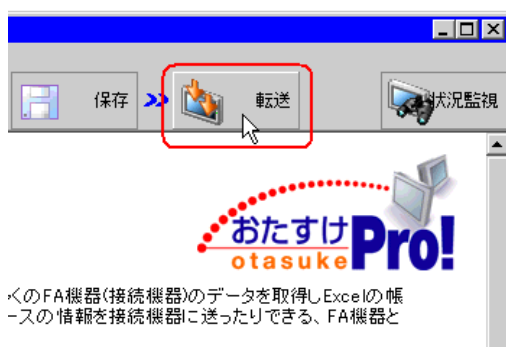 保存 転送 状況監視
おたすけ Pro!
otasuke
くのFA機器(接続機器)のデータを取得しExcelの帳
ースの情報を接続機器に送ったりできる、FA機器と